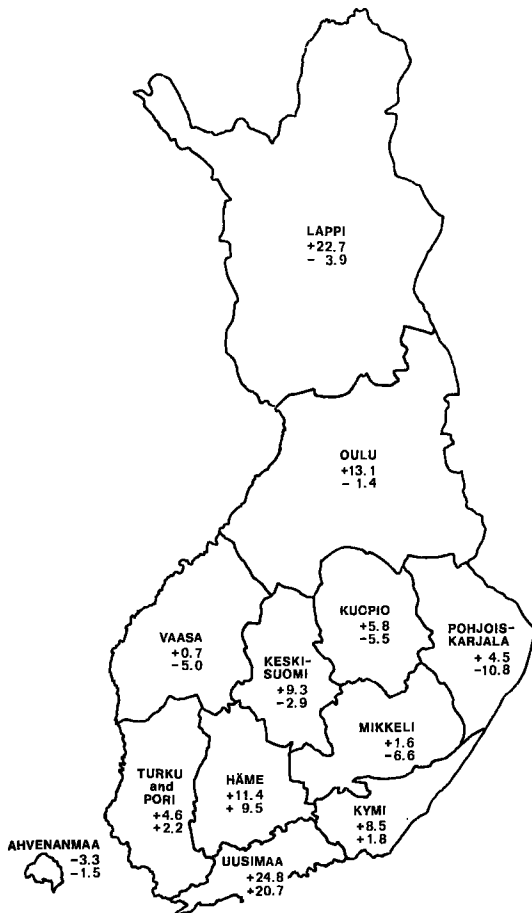 LAPPI
+22.7
- 3.9
OULU
+13.1
- 1.4
KUOPIO
+5.8
-5.5
POHJOIS-
KARJALA
+ 4.5
-10.8
VAASA
+0.7
-5.0
KESKI-
SUOMI
+9.3
-2.9
MIKKELI
+1.6
-6.6
TURKU
and
PORI
+4.6
+2.2
HÄME
+11.4
+ 9.5
KYMI
+8.5
+1.8
AHVENANMAA
-3.3
-1.5
UUSIMAA
+24.8
+20.7